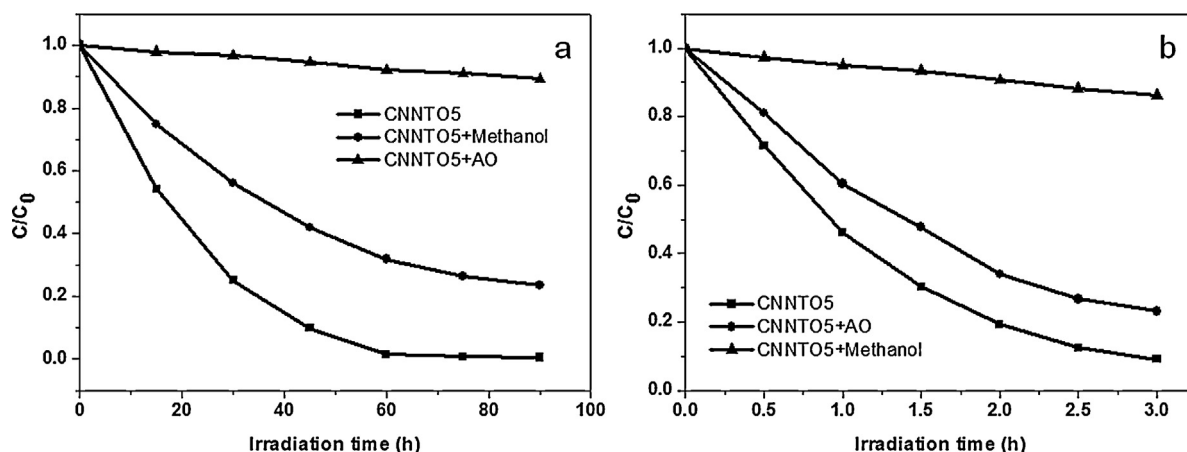 a
1.0
0.8
0.6
0.4
0.2
0.0
C/C0
CNNTO5
CNNTO5+Methanol
CNNTO5+AO
0 20 40 60 80 100
Irradiation time (h)
b
1.0
0.8
0.6
0.4
0.2
0.0
C/C0
CNNTO5
CNNTO5+AO
CNNTO5+Methanol
0.0 0.5 1.0 1.5 2.0 2.5 3.0
Irradiation time (h)